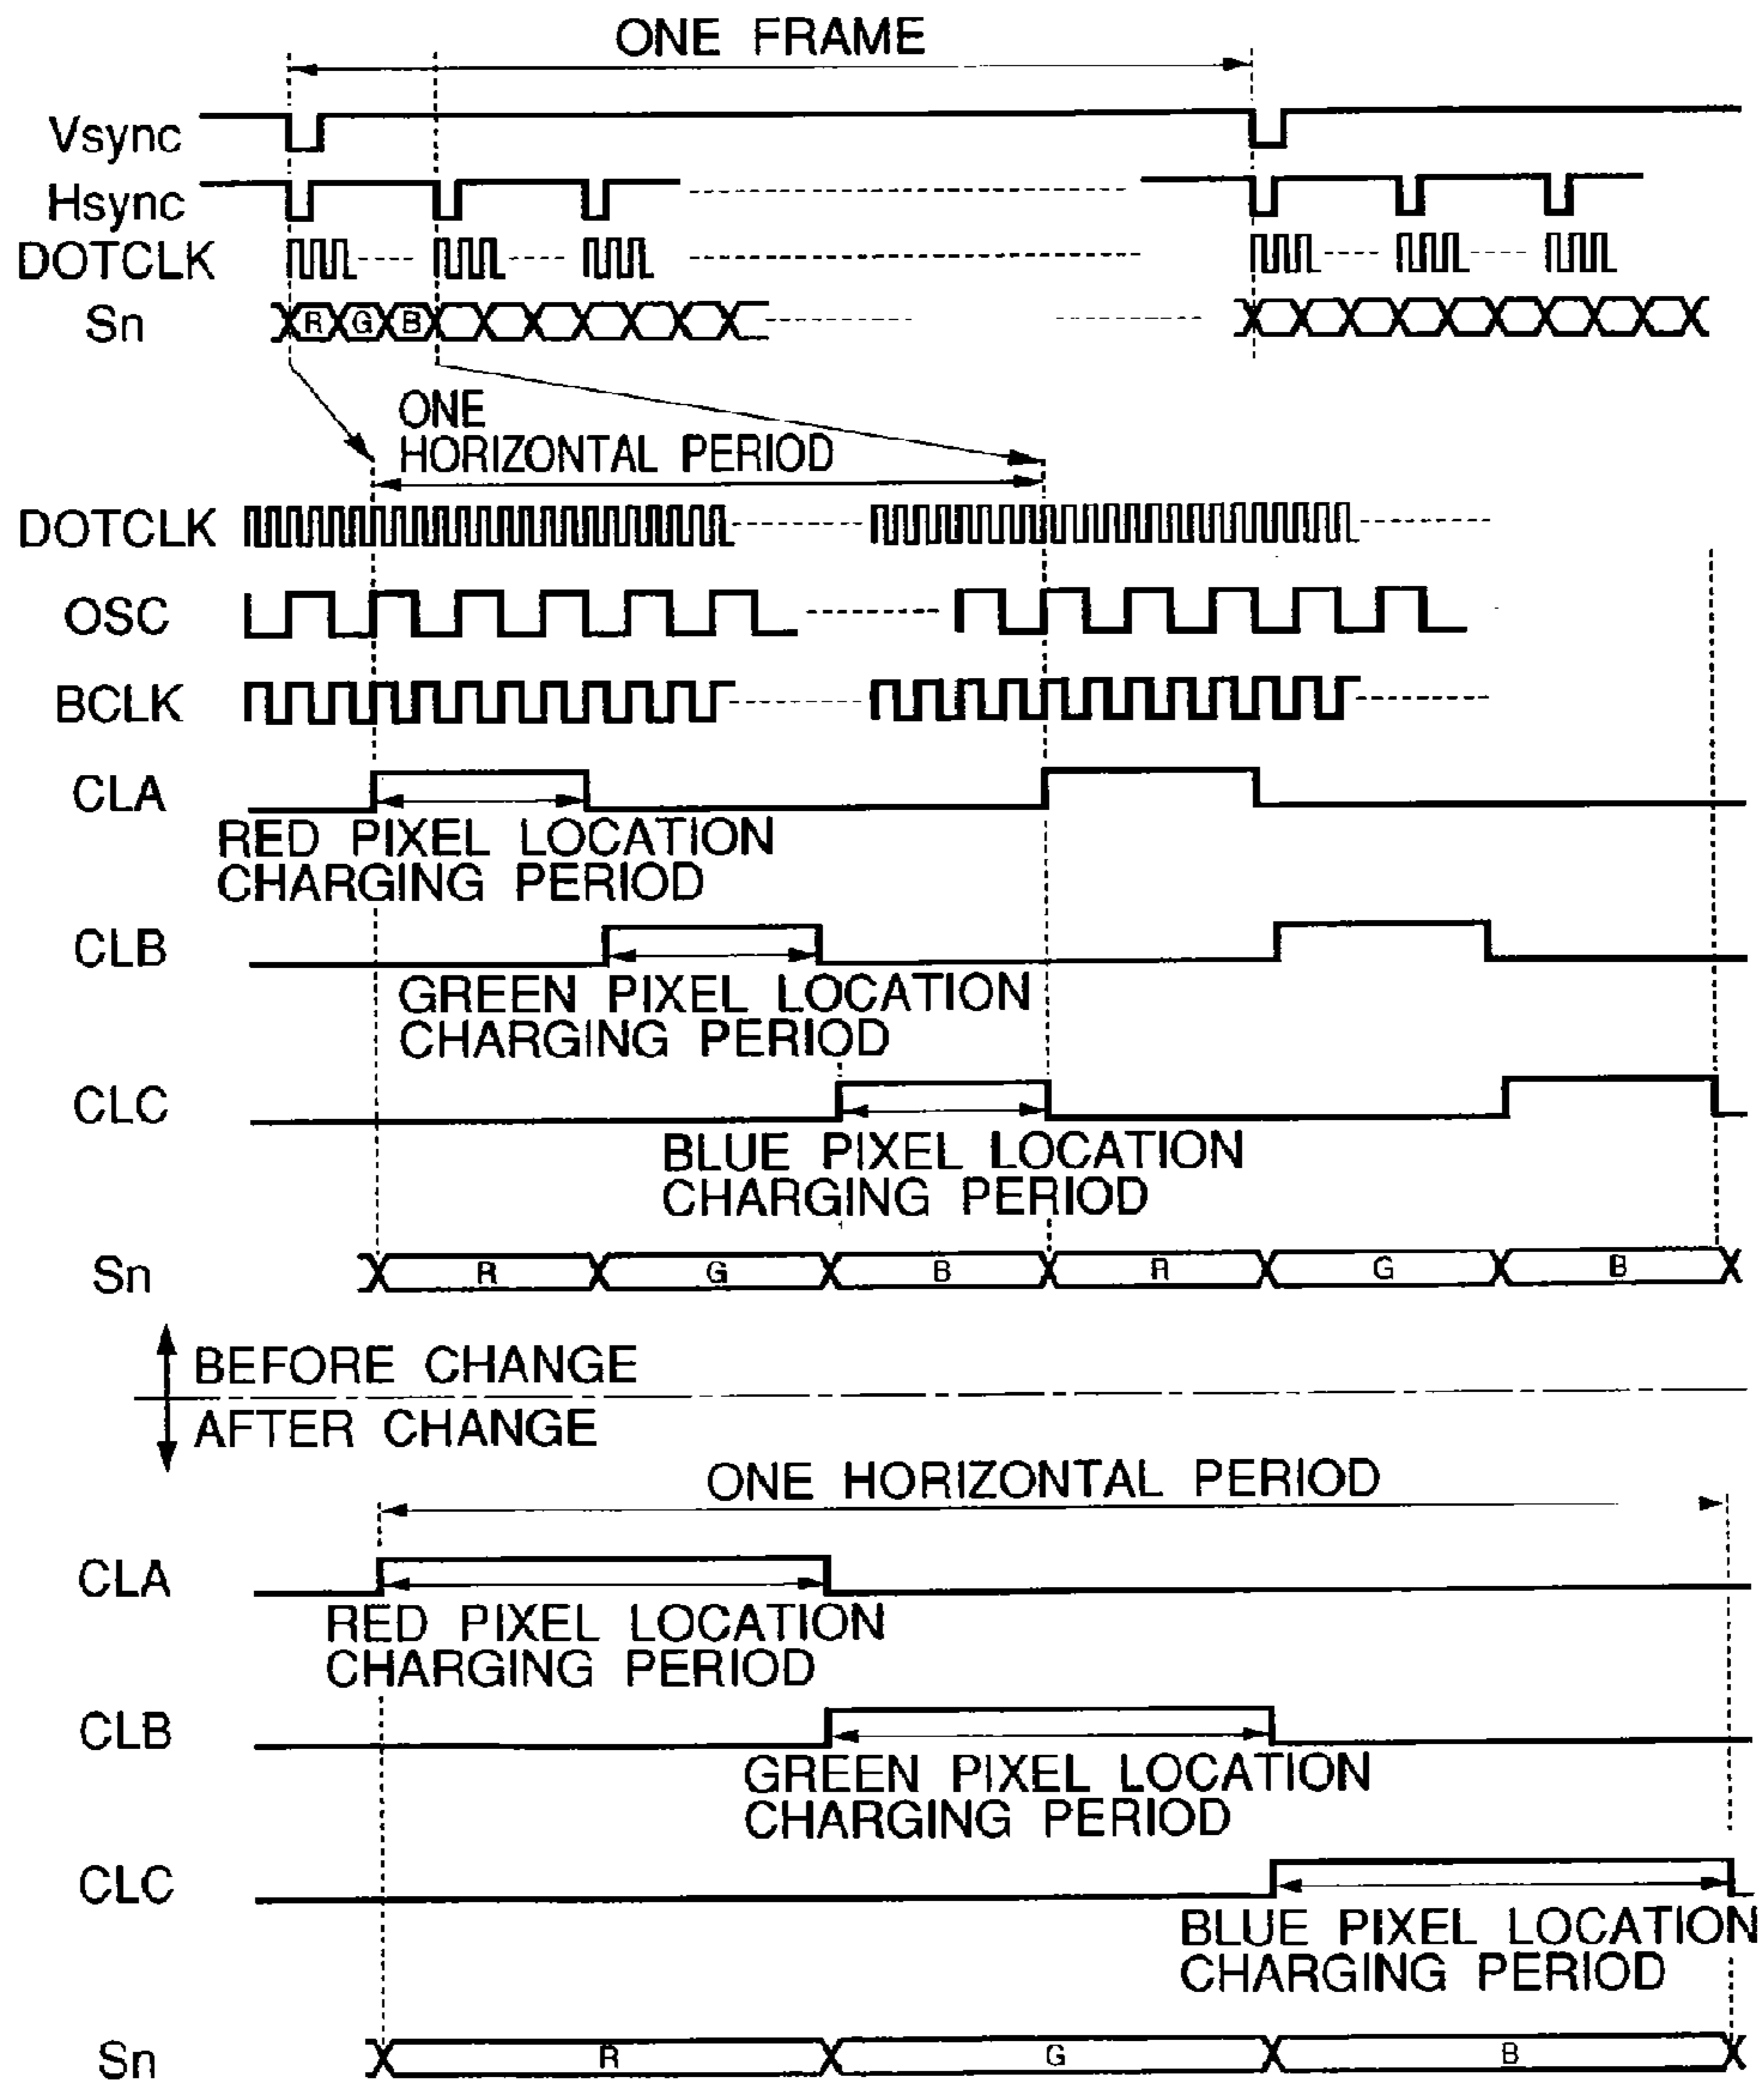 ONE FRAME
Vsync
Hsync
DOTCLK
Sn R G B
ONE
HORIZONTAL PERIOD
DOTCLK
OSC
BCLK
CLA
RED PIXEL LOCATION
CHARGING PERIOD
CLB
GREEN PIXEL LOCATION
CHARGING PERIOD
CLC
BLUE PIXEL LOCATION
CHARGING PERIOD
Sn R G B R G B
BEFORE CHANGE
AFTER CHANGE
ONE HORIZONTAL PERIOD
CLA
RED PIXEL LOCATION
CHARGING PERIOD
CLB
GREEN PIXEL LOCATION
CHARGING PERIOD
CLC
BLUE PIXEL LOCATION
CHARGING PERIOD
Sn R G B